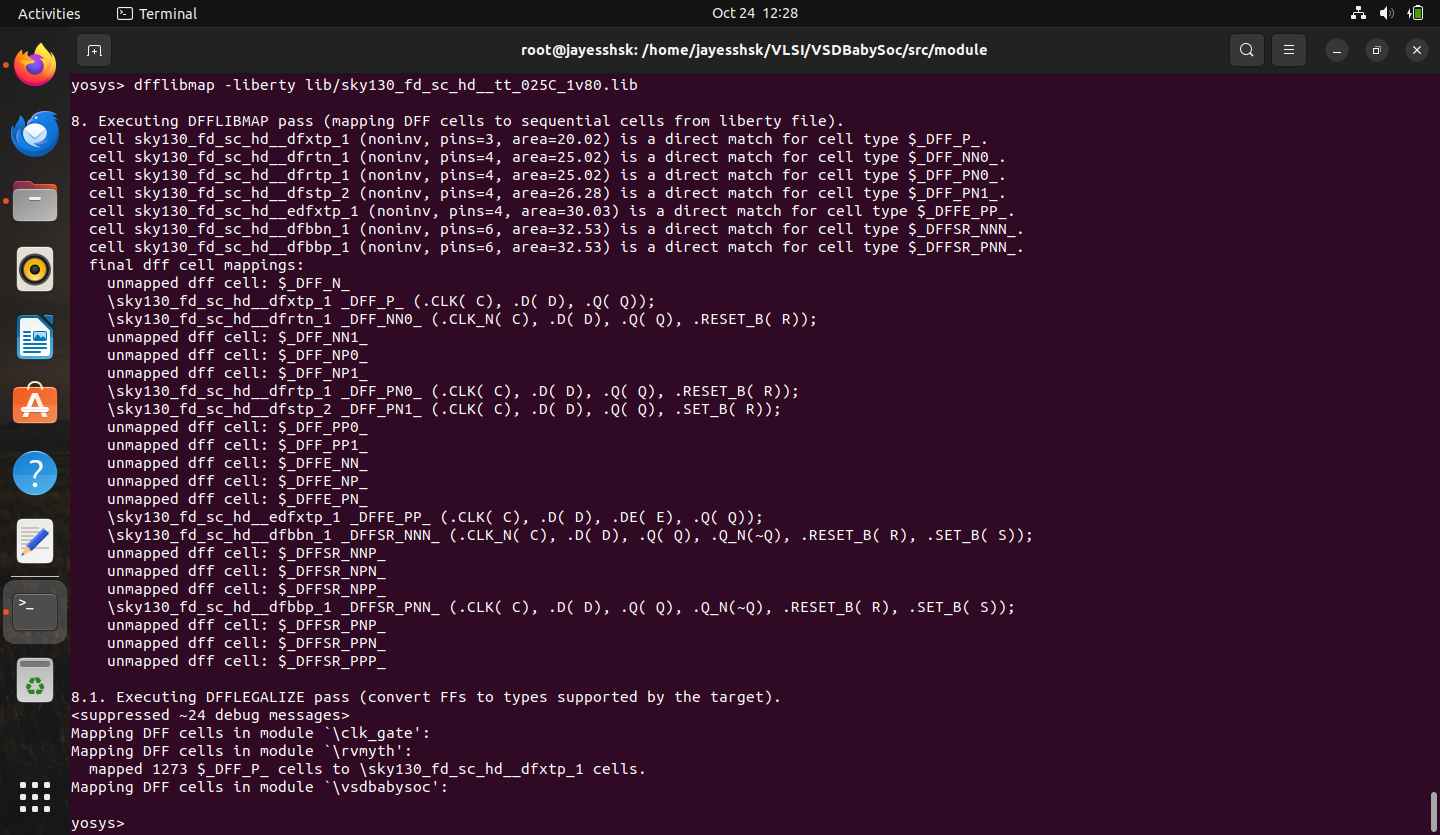 Activities
Terminal
Oct 24 12:28
root@jayesshsk: /home/jayesshsk/VLSI/VSDBabySoc/src/module
yosys> dfflibmap -liberty lib/sky130_fd_sc_hd__tt_025C_1v80.lib
8. Executing DFFLIBMAP pass (mapping DFF cells to sequential cells from liberty file).
cell sky130_fd_sc_hd__dfxtp_1 (noninv, pins=3, area=20.02) is a direct match for cell type $_DFF_P_.
cell sky130_fd_sc_hd__dfrtn_1 (noninv, pins=4, area=25.02) is a direct match for cell type $_DFF_NN0_.
cell sky130_fd_sc_hd__dfrtp_1 (noninv, pins=4, area=25.02) is a direct match for cell type $_DFF_PN0_.
cell sky130_fd_sc_hd__dfstp_2 (noninv, pins=4, area=26.28) is a direct match for cell type $_DFF_PN1_.
cell sky130_fd_sc_hd__edfxtp_1 (noninv, pins=4, area=30.03) is a direct match for cell type $_DFFE_PP_.
cell sky130_fd_sc_hd__dfbbn_1 (noninv, pins=6, area=32.53) is a direct match for cell type $_DFFSR_NNN_.
cell sky130_fd_sc_hd__dfbbp_1 (noninv, pins=6, area=32.53) is a direct match for cell type $_DFFSR_PNN_.
final dff cell mappings:
unmapped dff cell: $_DFF_N_
\sky130_fd_sc_hd__dfxtp_1 _DFF_P_ (.CLK( C), .D( D), .Q( Q));
\sky130_fd_sc_hd__dfrtn_1 _DFF_NN0_ (.CLK_N( C), .D( D), .Q( Q), .RESET_B( R));
unmapped dff cell: $_DFF_NN1_
unmapped dff cell: $_DFF_NP0_
unmapped dff cell: $_DFF_NP1_
\sky130_fd_sc_hd__dfrtp_1 _DFF_PN0_ (.CLK( C), .D( D), .Q( Q), .RESET_B( R));
\sky130_fd_sc_hd__dfstp_2 _DFF_PN1_ (.CLK( C), .D( D), .Q( Q), .SET_B( R));
unmapped dff cell: $_DFF_PP0_
unmapped dff cell: $_DFF_PP1_
unmapped dff cell: $_DFFE_NN_
unmapped dff cell: $_DFFE_NP_
unmapped dff cell: $_DFFE_PN_
\sky130_fd_sc_hd__edfxtp_1 _DFFE_PP_ (.CLK( C), .D( D), .DE( E), .Q( Q));
\sky130_fd_sc_hd__dfbbn_1 _DFFSR_NNN_ (.CLK_N( C), .D( D), .Q( Q), .Q_N(~Q), .RESET_B( R), .SET_B( S));
unmapped dff cell: $_DFFSR_NNP_
unmapped dff cell: $_DFFSR_NPN_
unmapped dff cell: $_DFFSR_NPP_
\sky130_fd_sc_hd__dfbbp_1 _DFFSR_PNN_ (.CLK( C), .D( D), .Q( Q), .Q_N(~Q), .RESET_B( R), .SET_B( S));
unmapped dff cell: $_DFFSR_PNP_
unmapped dff cell: $_DFFSR_PPN_
unmapped dff cell: $_DFFSR_PPP_
8.1. Executing DFFLEGALIZE pass (convert FFs to types supported by the target).
<suppressed ~24 debug messages>
Mapping DFF cells in module `\clk_gate':
Mapping DFF cells in module `\rvmyth':
mapped 1273 $_DFF_P_ cells to \sky130_fd_sc_hd__dfxtp_1 cells.
Mapping DFF cells in module `\vsdbabysoc':
yosys>